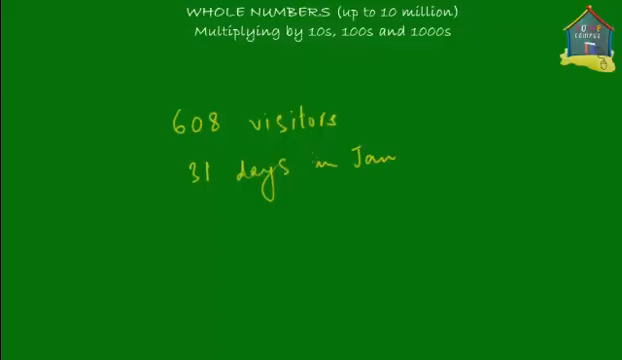 WHOLE NUMBERS (up to 10 million)
Multiplying by 10s, 100s and 1000s
608 visitors
31 days in Jan